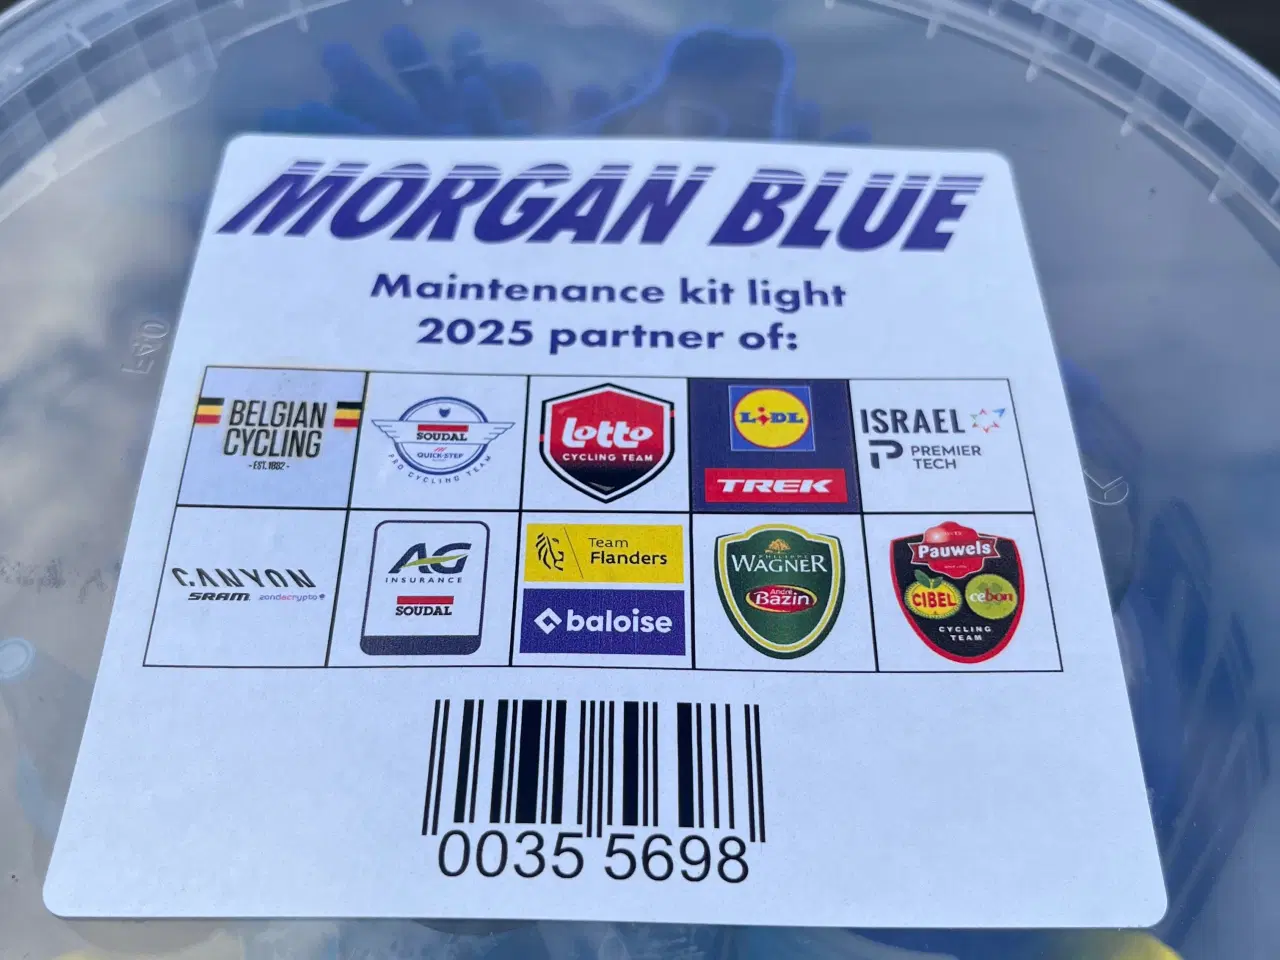 MORGAN BLUE
Maintenance kit light
2025 partner of:
BELGIAN
CYCLING
- EST. 1882 -
SOUDAL
QUICK-STEP
PRO CYCLING TEAM
Lotto
CYCLING TEAM
LIDL
TREK
ISRAEL
PREMIER
TECH
CANYON
SRAM. zondacrypto
AG
INSURANCE
SOUDAL
Team
Flanders
baloise
PHILIPPE
WAGNER
André
Bazin
Pauwels
CIBEL
cebon
CYCLING
TEAM
0035 5698